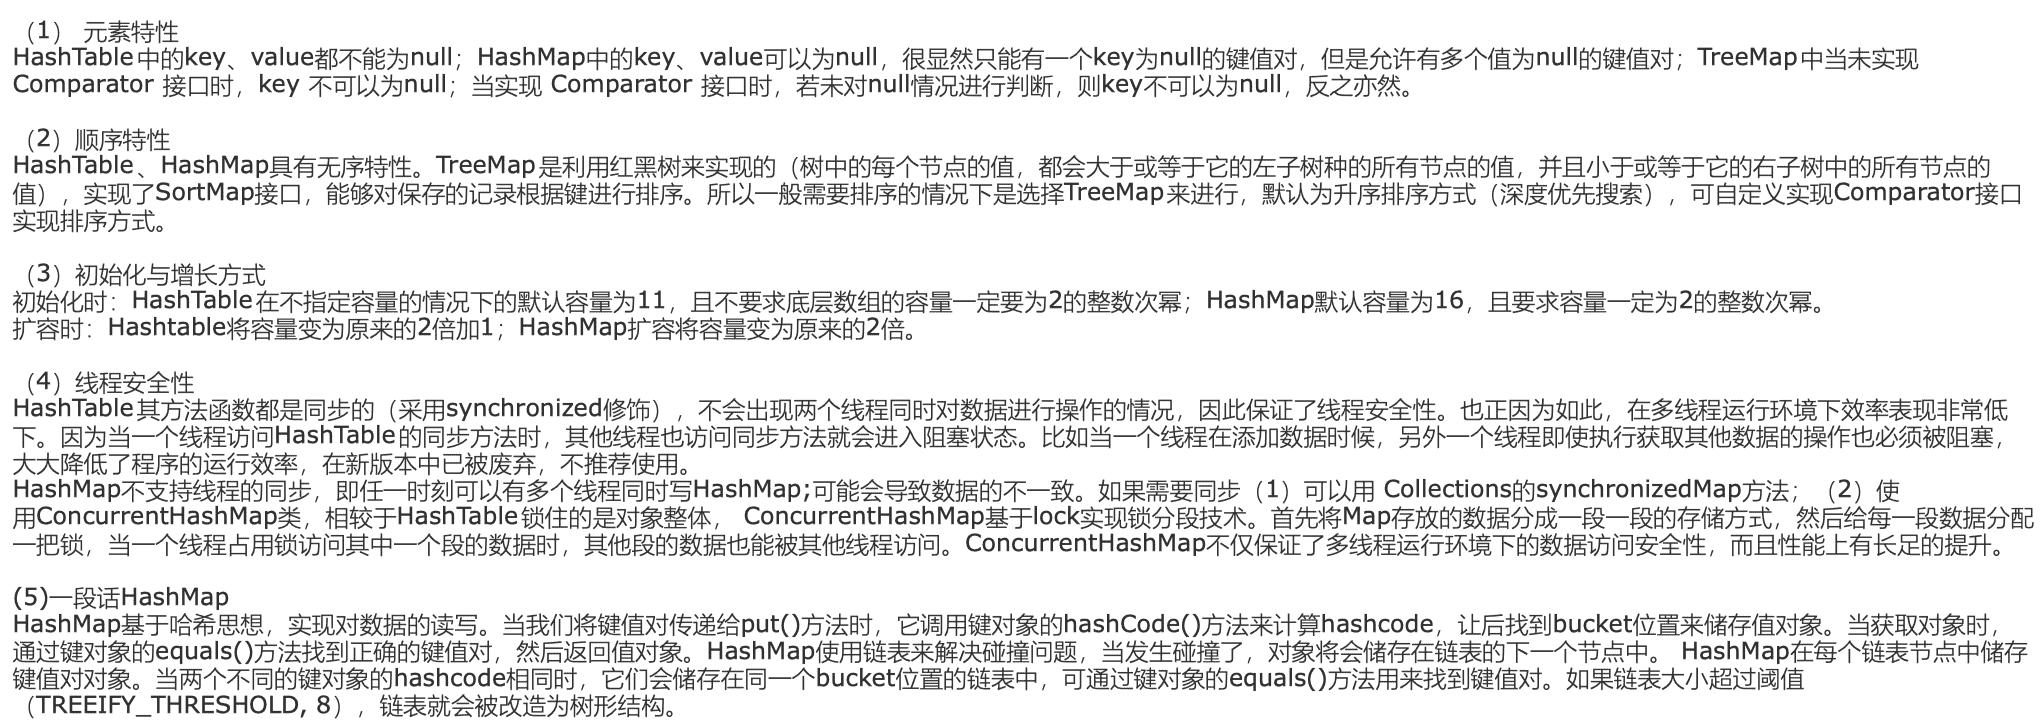 （1） 元素特性
HashTable中的key、value都不能为null；HashMap中的key、value可以为null，很显然只能有一个key为null的键值对，但是允许有多个值为null的键值对；TreeMap中当未实现
Comparator 接口时，key 不可以为null；当实现 Comparator 接口时，若未对null情况进行判断，则key不可以为null，反之亦然。
（2）顺序特性
HashTable、HashMap具有无序特性。TreeMap是利用红黑树来实现的（树中的每个节点的值，都会大于或等于它的左子树种的所有节点的值，并且小于或等于它的右子树中的所有节点的
值），实现了SortMap接口，能够对保存的记录根据键进行排序。所以一般需要排序的情况下是选择TreeMap来进行，默认为升序排序方式（深度优先搜索），可自定义实现Comparator接口
实现排序方式。
（3）初始化与增长方式
初始化时：HashTable在不指定容量的情况下的默认容量为11，且不要求底层数组的容量一定要为2的整数次幂；HashMap默认容量为16，且要求容量一定为2的整数次幂。
扩容时：Hashtable将容量变为原来的2倍加1；HashMap扩容将容量变为原来的2倍。
（4）线程安全性
HashTable其方法函数都是同步的（采用synchronized修饰），不会出现两个线程同时对数据进行操作的情况，因此保证了线程安全性。也正因为如此，在多线程运行环境下效率表现非常低
下。因为当一个线程访问HashTable的同步方法时，其他线程也访问同步方法就会进入阻塞状态。比如当一个线程在添加数据时候，另外一个线程即使执行获取其他数据的操作也必须被阻塞，
大大降低了程序的运行效率，在新版本中已被废弃，不推荐使用。
HashMap不支持线程的同步，即任一时刻可以有多个线程同时写HashMap;可能会导致数据的不一致。如果需要同步（1）可以用 Collections的synchronizedMap方法；（2）使
用ConcurrentHashMap类，相较于HashTable锁住的是对象整体， ConcurrentHashMap基于lock实现锁分段技术。首先将Map存放的数据分成一段一段的存储方式，然后给每一段数据分配
一把锁，当一个线程占用锁访问其中一个段的数据时，其他段的数据也能被其他线程访问。ConcurrentHashMap不仅保证了多线程运行环境下的数据访问安全性，而且性能上有长足的提升。
(5)一段话HashMap
HashMap基于哈希思想，实现对数据的读写。当我们将键值对传递给put()方法时，它调用键对象的hashCode()方法来计算hashcode，让后找到bucket位置来储存值对象。当获取对象时，
通过键对象的equals()方法找到正确的键值对，然后返回值对象。HashMap使用链表来解决碰撞问题，当发生碰撞了，对象将会储存在链表的下一个节点中。 HashMap在每个链表节点中储存
键值对对象。当两个不同的键对象的hashcode相同时，它们会储存在同一个bucket位置的链表中，可通过键对象的equals()方法用来找到键值对。如果链表大小超过阈值
（TREEIFY_THRESHOLD, 8），链表就会被改造为树形结构。